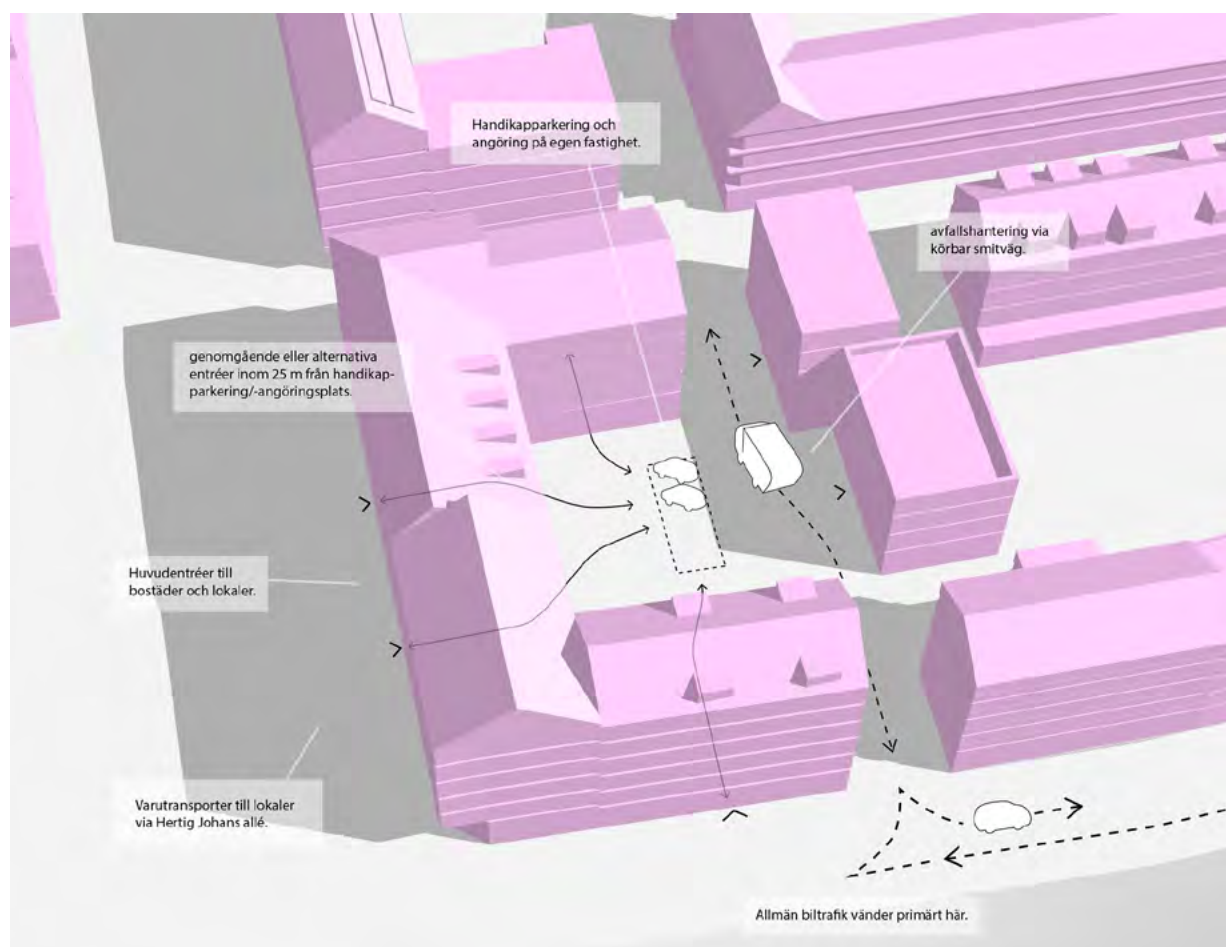 Handikapparkering och
angöring på egen fastighet.
avfallshantering via
körbar smitväg.
genomgående eller alternativa
entréer inom 25 m från handikap-
parkering/-angöringsplats.
Huvudentréer till
bostäder och lokaler.
Varutransporter till lokaler
via Hertig Johans allé.
Allmän biltrafik vänder primärt här.